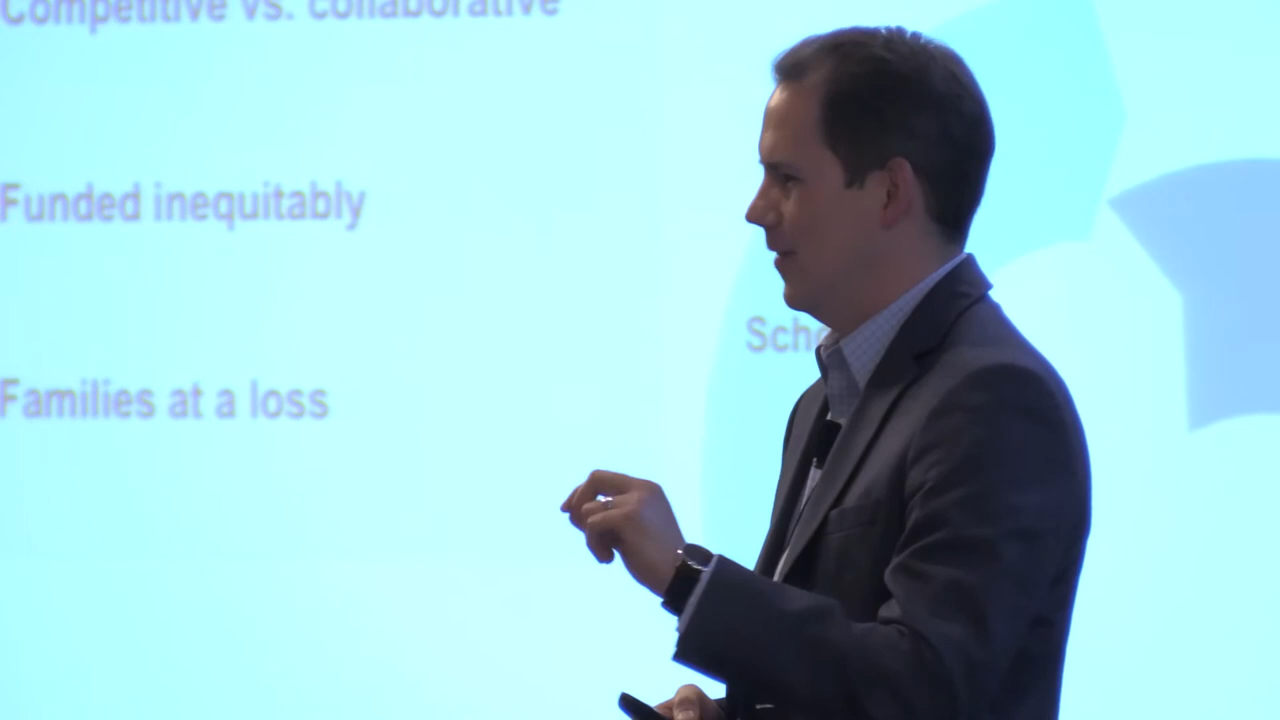 Competitive vs. collaborative
Funded inequitably
Families at a loss